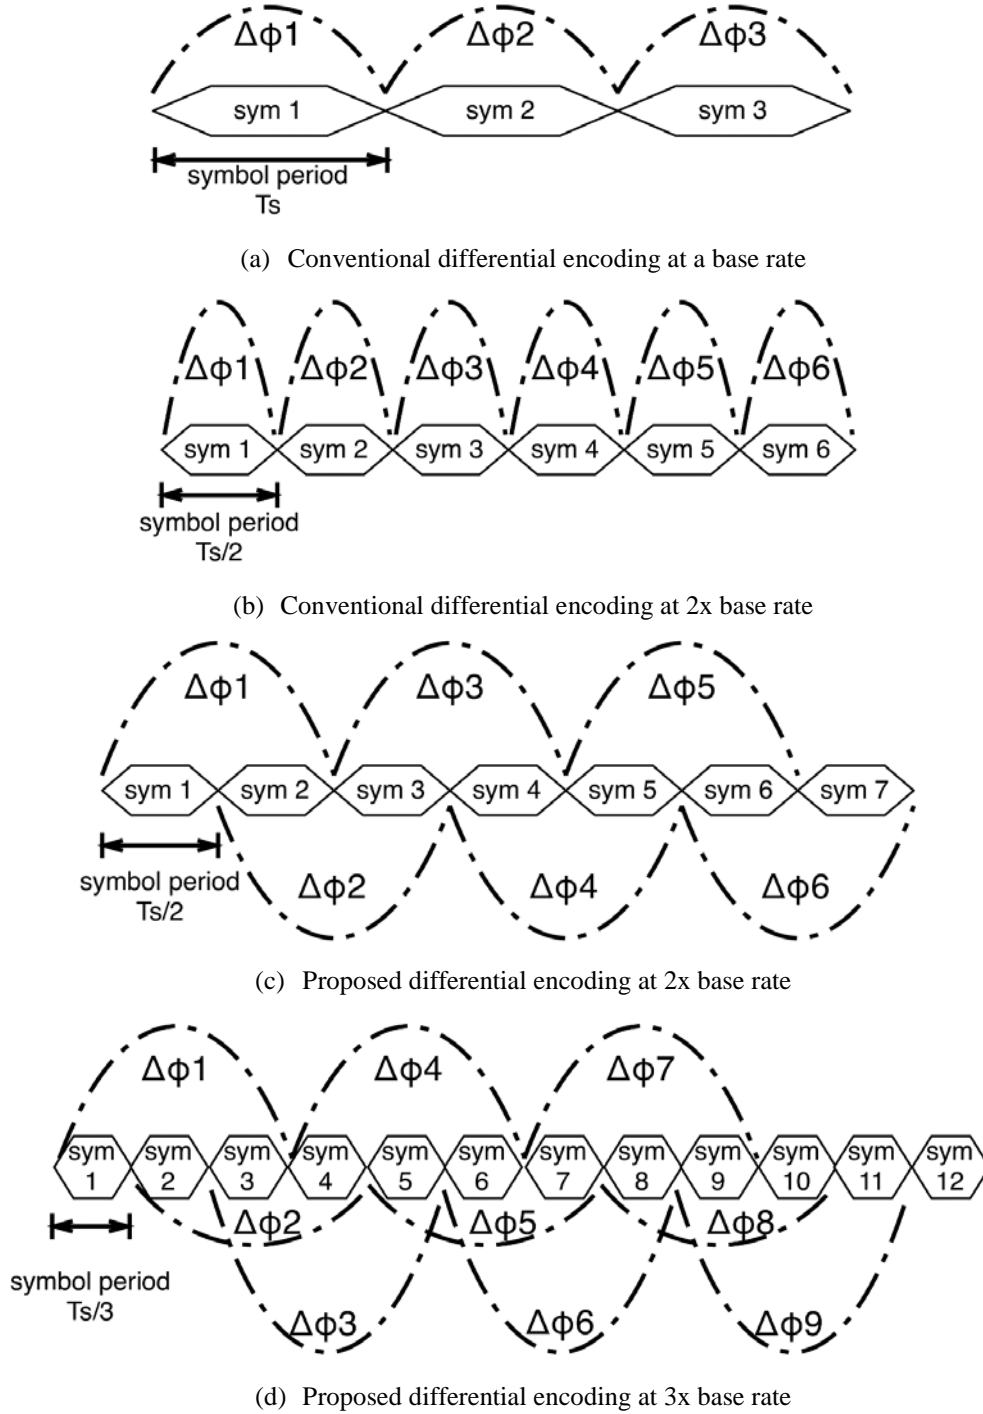 Δϕ1 Δϕ2 Δϕ3
sym 1 sym 2 sym 3
symbol period
Ts
(a) Conventional differential encoding at a base rate
Δϕ1 Δϕ2 Δϕ3 Δϕ4 Δϕ5 Δϕ6
sym 1 sym 2 sym 3 sym 4 sym 5 sym 6
symbol period
Ts/2
(b) Conventional differential encoding at 2x base rate
Δϕ1 Δϕ3 Δϕ5
sym 1 sym 2 sym 3 sym 4 sym 5 sym 6 sym 7
symbol period
Ts/2
Δϕ2 Δϕ4 Δϕ6
(c) Proposed differential encoding at 2x base rate
Δϕ1 Δϕ4 Δϕ7
sym sym sym sym sym sym sym sym sym sym sym sym
1 2 3 4 5 6 7 8 9 10 11 12
Δϕ2 Δϕ5 Δϕ8
symbol period
Ts/3
Δϕ3 Δϕ6 Δϕ9
(d) Proposed differential encoding at 3x base rate